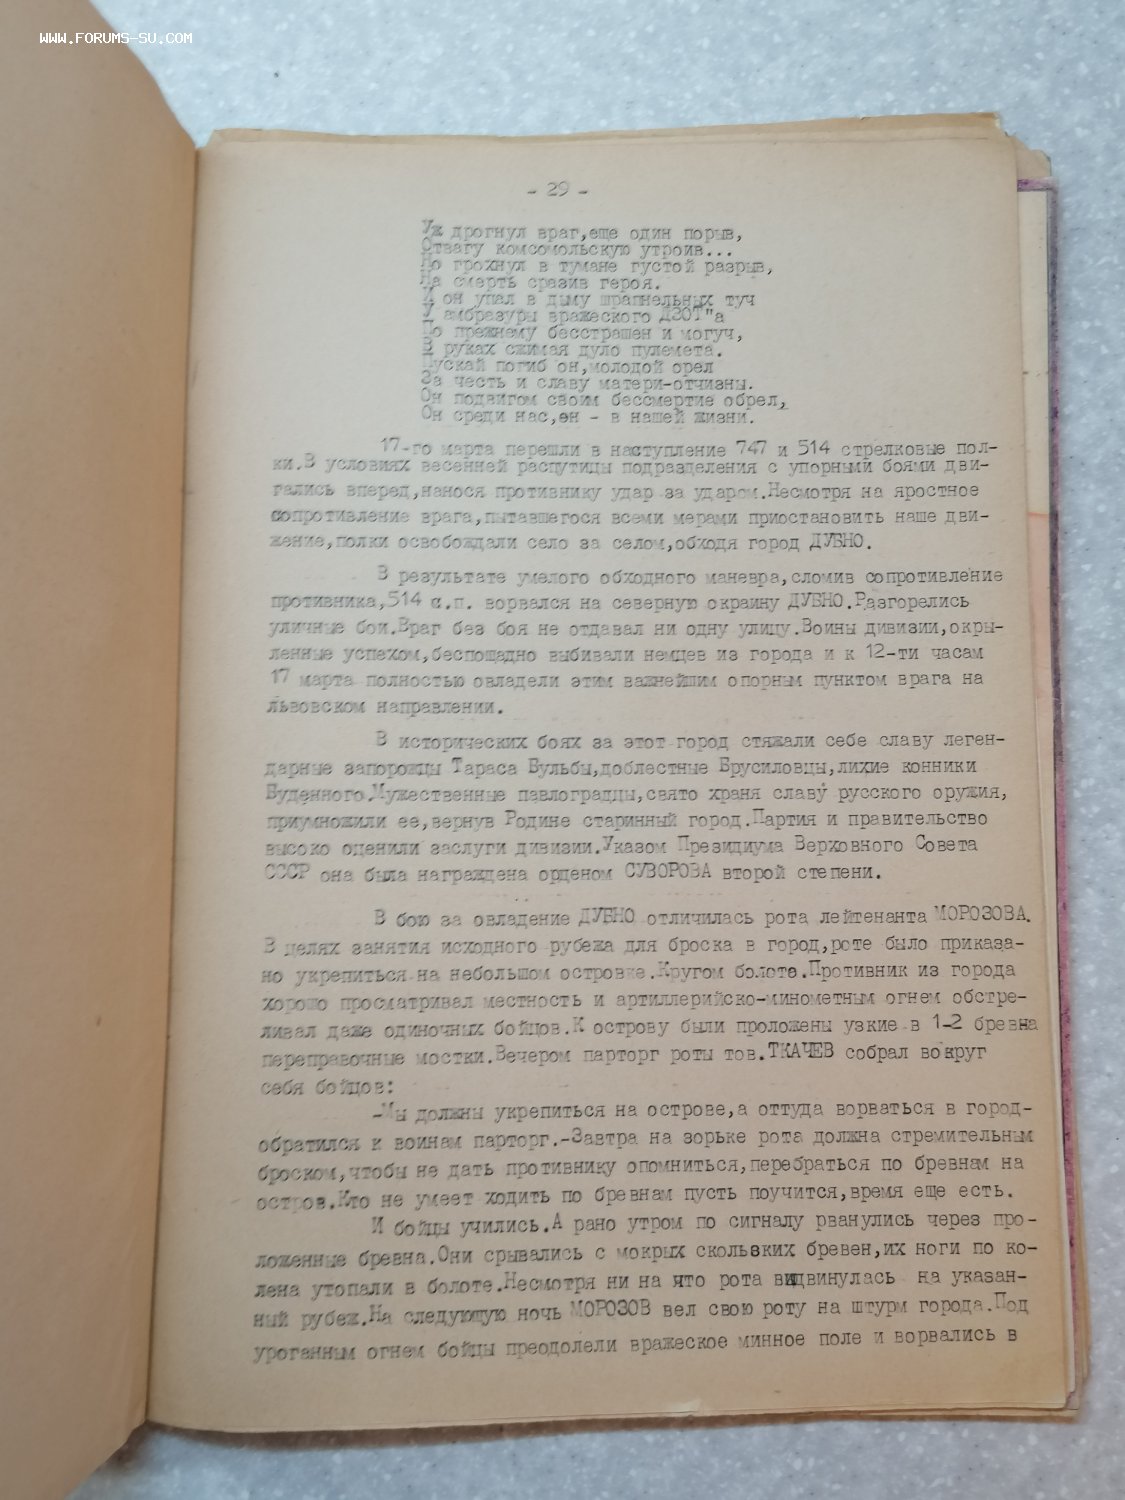 WWW.FORUMS-SU.COM
- 29 -
Уж дрогнул враг,еще один порыв,
Отвагу комсомольскую утроив...
Но грохнул в тумане густой разрыв,
На смерть сразив героя.
И он упал в дыму шрапнельных туч
У амбразуры вражеского ДЗОТ"а
По прежнему бесстрашен и могуч,
В руках сжимая дуло пулемета.
Пускай погиб он,молодой орел
За честь и славу матери-отчизны.
Он подвигом своим бессмертие обрел,
Он среди нас,он - в нашей жизни.
17-го марта перешли в наступление 747 и 514 стрелковые пол-
ки.В условиях весенней распутицы подразделения с упорными боями дви-
гались вперед,нанося противнику удар за ударом.Несмотря на яростное
сопротивление врага,пытавшегося всеми мерами приостановить наше дви-
жение,полки освобождали село за селом,обходя город ДУБНО.
В результате умелого обходного маневра,сломив сопротивление
противника,514 с.п. ворвался на северную окраину ДУБНО.Разгорелись
уличные бои.Враг без боя не отдавал ни одну улицу.Воины дивизии,окры-
ленные успехом,беспощадно выбивали немцев из города и к 12-ти часам
17 марта полностью овладели этим важнейшим опорным пунктом врага на
львовском направлении.
В исторических боях за этот город стяжали себе славу леген-
дарные запорожцы Тараса Бульбы,доблестные Брусиловцы,лихие конники
Буденного.Мужественные павлоградцы,свято храня славу русского оружия,
приумножили ее,вернув Родине старинный город.Партия и правительство
высоко оценили заслуги дивизии.Указом Президиума Верховного Совета
СССР она была награждена орденом СУВОРОВА второй степени.
В бою за овладение ДУБНО отличилась рота лейтенанта МОРОЗОВА.
В целях занятия исходного рубежа для броска в город,роте было приказа-
но укрепиться на небольшом островке.Кругом болото.Противник из города
хорошо просматривал местность и артиллерийско-минометным огнем обстре-
ливал даже одиночных бойцов.К острову были проложены узкие в 1-2 бревна
переправочные мостки.Вечером парторг роты тов.ТКАЧЕВ собрал вокруг
себя бойцов:
-Мы должны укрепиться на острове,а оттуда ворваться в город-
обратился к воинам парторг.-Завтра на зорьке рота должна стремительным
броском,чтобы не дать противнику опомниться,перебраться по бревнам на
остров.Кто не умеет ходить по бревнам пусть поучится,время еще есть.
И бойцы учились.А рано утром по сигналу рванулись через про-
ложенные бревна.Они срывались с мокрых скользких бревен,их ноги по ко-
лена утопали в болоте.Несмотря ни на что рота выдвинулась на указан-
ный рубеж.На следующую ночь МОРОЗОВ вел свою роту на штурм города.Под
ураганным огнем бойцы преодолели вражеское минное поле и ворвались в